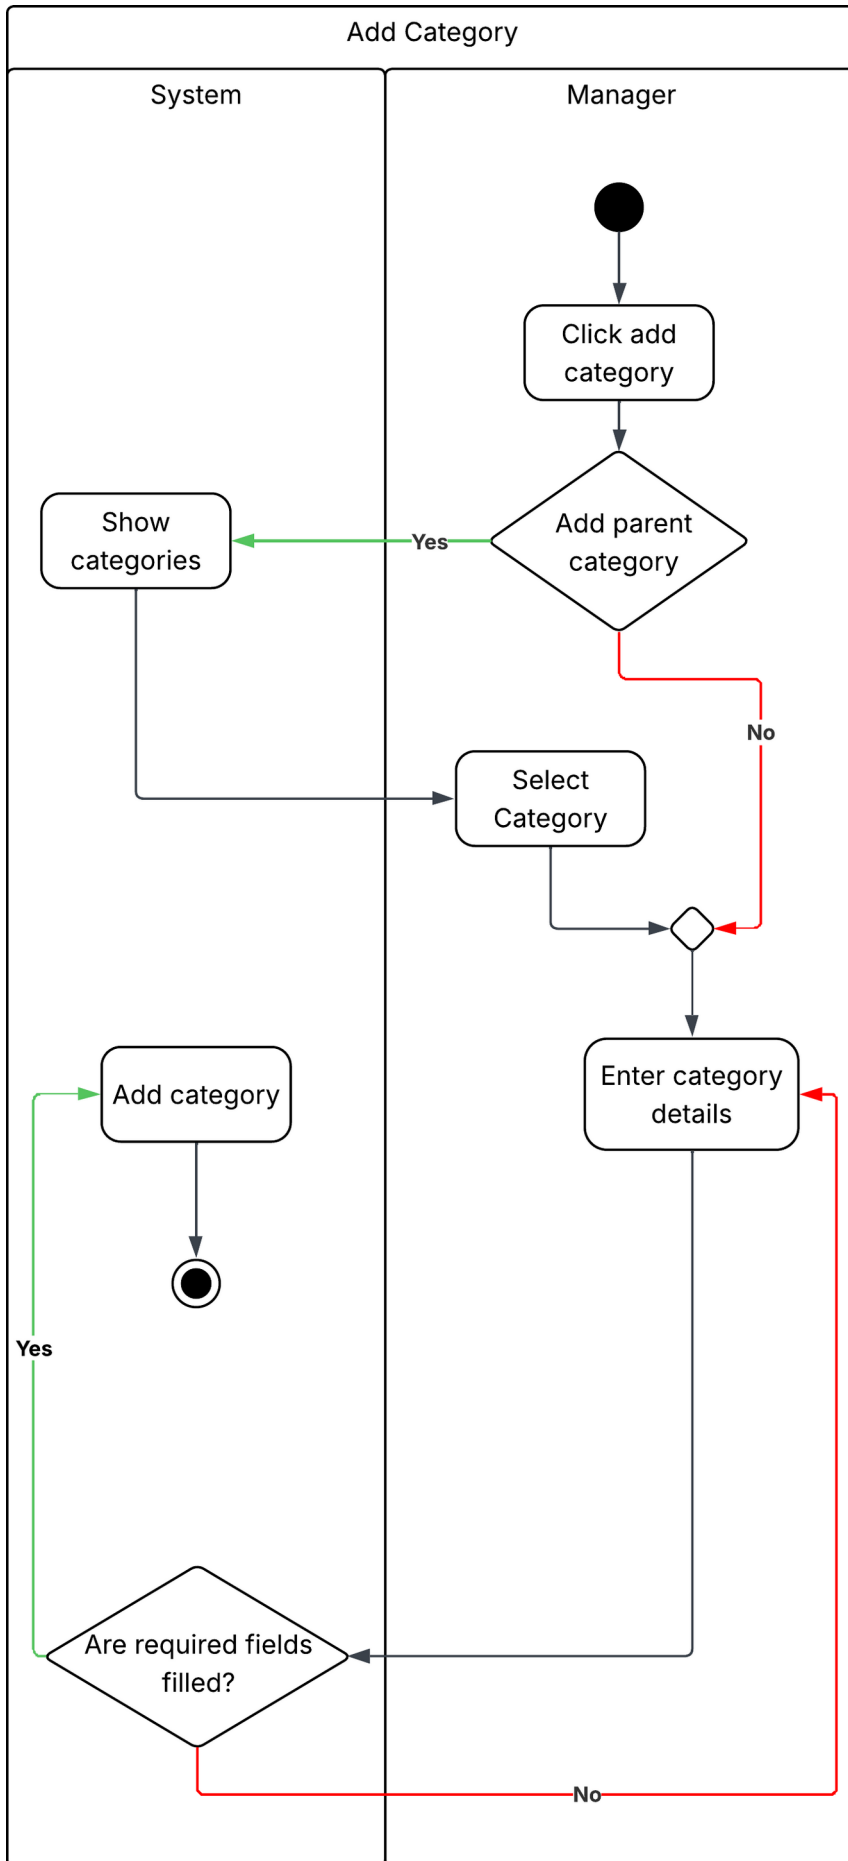 Add Category
System
Manager
Click add
category
Add parent
category
Yes
Show
categories
No
Select
Category
Enter category
details
Add category
Yes
Are required fields
filled?
No